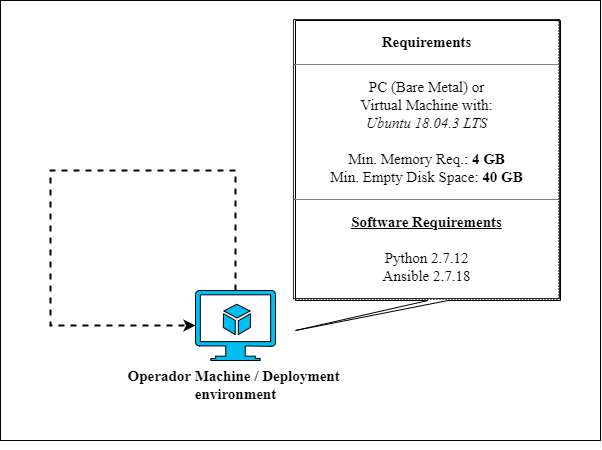 Requirements
PC (Bare Metal) or
Virtual Machine with:
Ubuntu 18.04.3 LTS
Min. Memory Req.: 4 GB
Min. Empty Disk Space: 40 GB
Software Requirements
Python 2.7.12
Ansible 2.7.18
Operador Machine / Deployment
environment